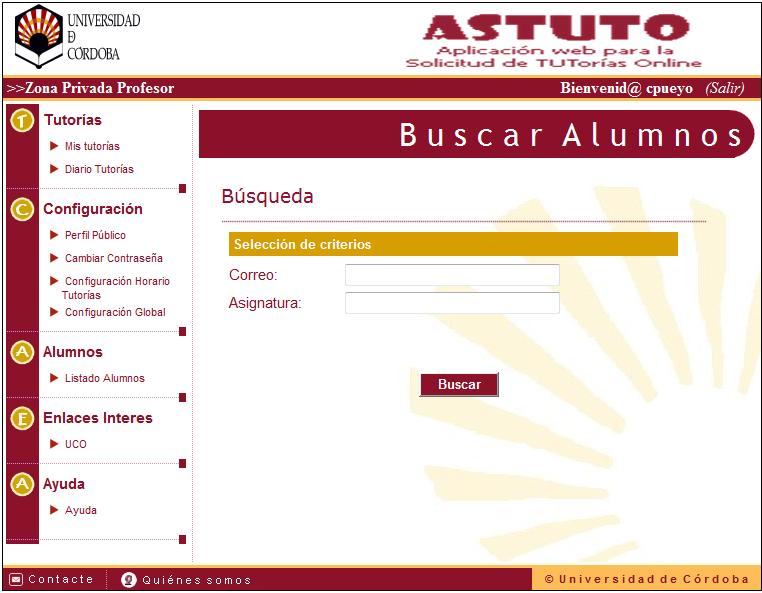 UNIVERSIDAD
Ð
CÓRDOBA
ASTUTO
Aplicación web para la
Solicitud de TUTorías Online
>>Zona Privada Profesor
Bienvenid@ cpueyo (Salir)
T Tutorías
Mis tutorías
Diario Tutorías
C Configuración
Perfil Público
Cambiar Contraseña
Configuración Horario
Tutorías
Configuración Global
A Alumnos
Listado Alumnos
E Enlaces Interes
UCO
A Ayuda
Ayuda
Buscar Alumnos
Búsqueda
Selección de criterios
Correo:
Asignatura:
Buscar
Contacte
Quiénes somos
© Universidad de Córdoba